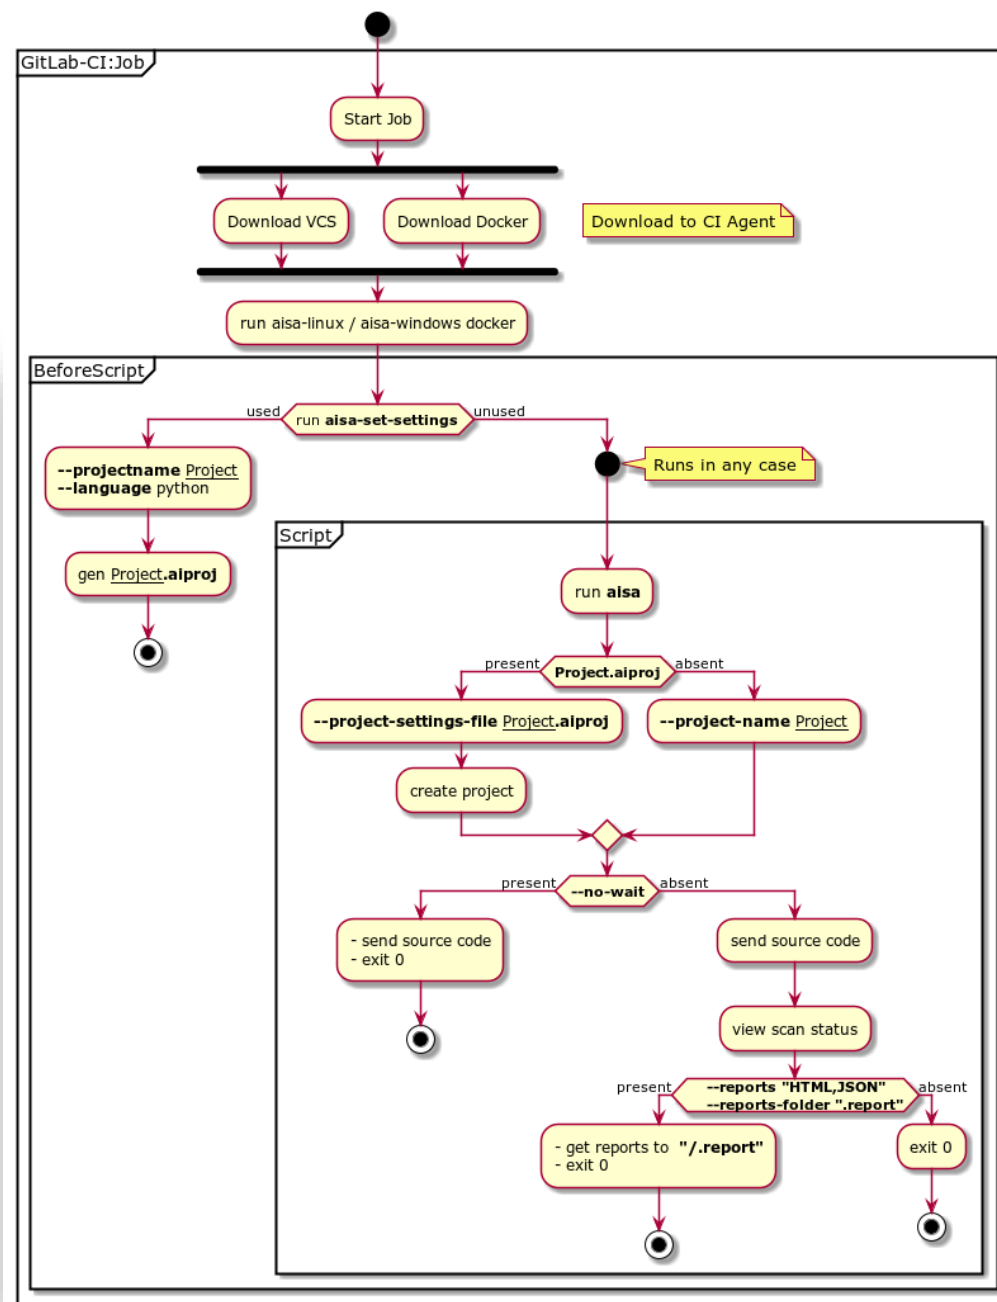 GitLab-CI:Job
Start Job
Download VCS
Download Docker
Download to CI Agent
run aisa-linux / aisa-windows docker
BeforeScript
used
run aisa-set-settings
unused
--projectname Project
--language python
Runs in any case
gen Project.aiproj
Script
run aisa
present
Project.aiproj
absent
--project-settings-file Project.aiproj
--project-name Project
create project
present
--no-wait
absent
- send source code
- exit 0
send source code
view scan status
present
--reports "HTML,JSON"
--reports-folder ".report"
absent
- get reports to "/.report"
- exit 0
exit 0